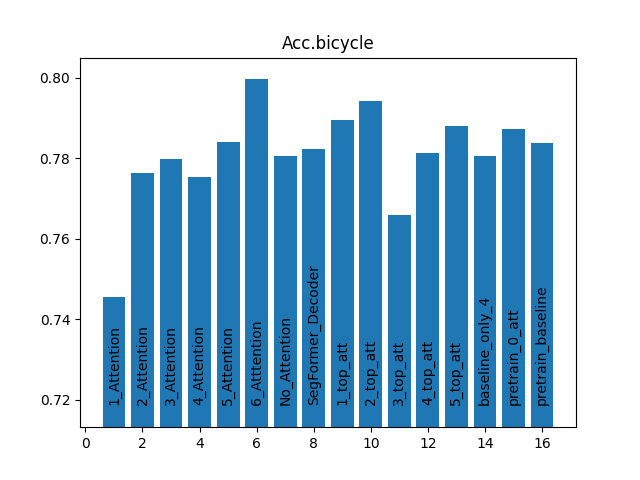 Acc.bicycle
0.80
0.78
0.76
0.74
0.72
1_Attention
2_Attention
3_Attention
4_Attention
5_Attention
6_Atttention
No_Attention
SegFormer_Decoder
1_top_att
2_top_att
3_top_att
4_top_att
5_top_att
baseline_only_4
pretrain_0_att
pretrain_baseline
0 2 4 6 8 10 12 14 16